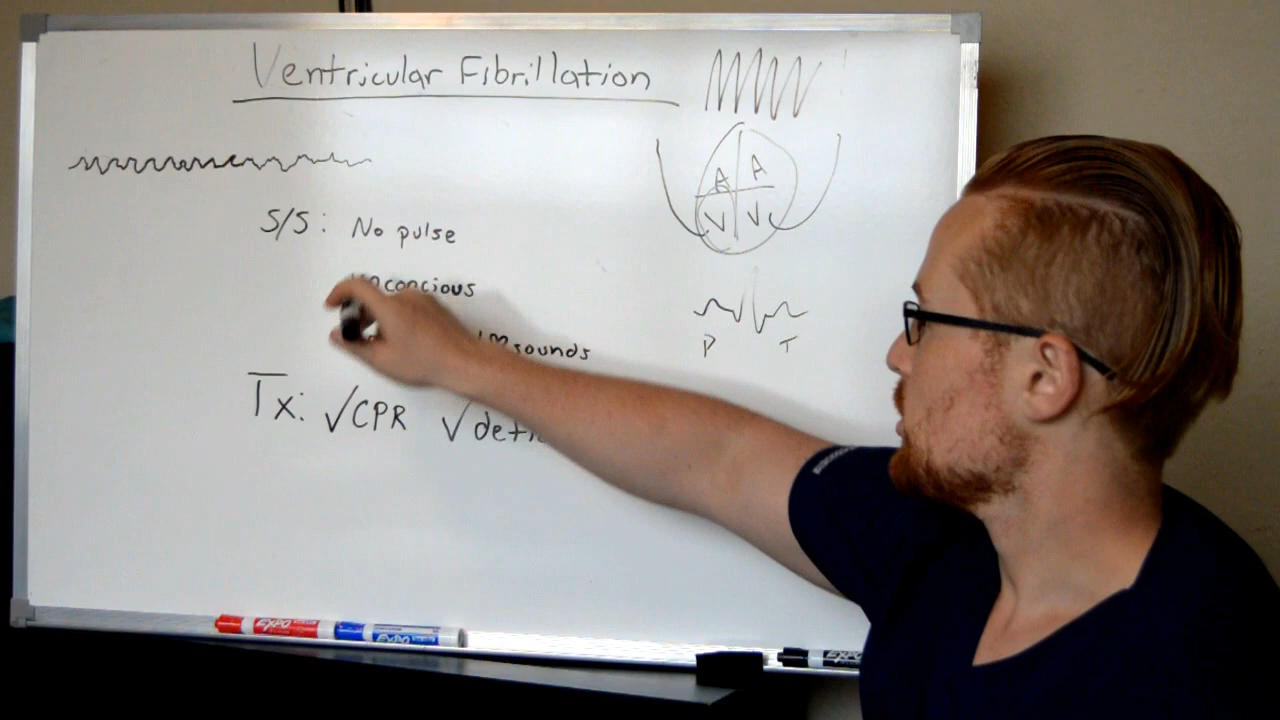 Ventricular Fibrillation
A A
V V
S/S: No pulse
conscious
sounds
P T
Tx: √CPR √defi
EXPO EXPO EXPO